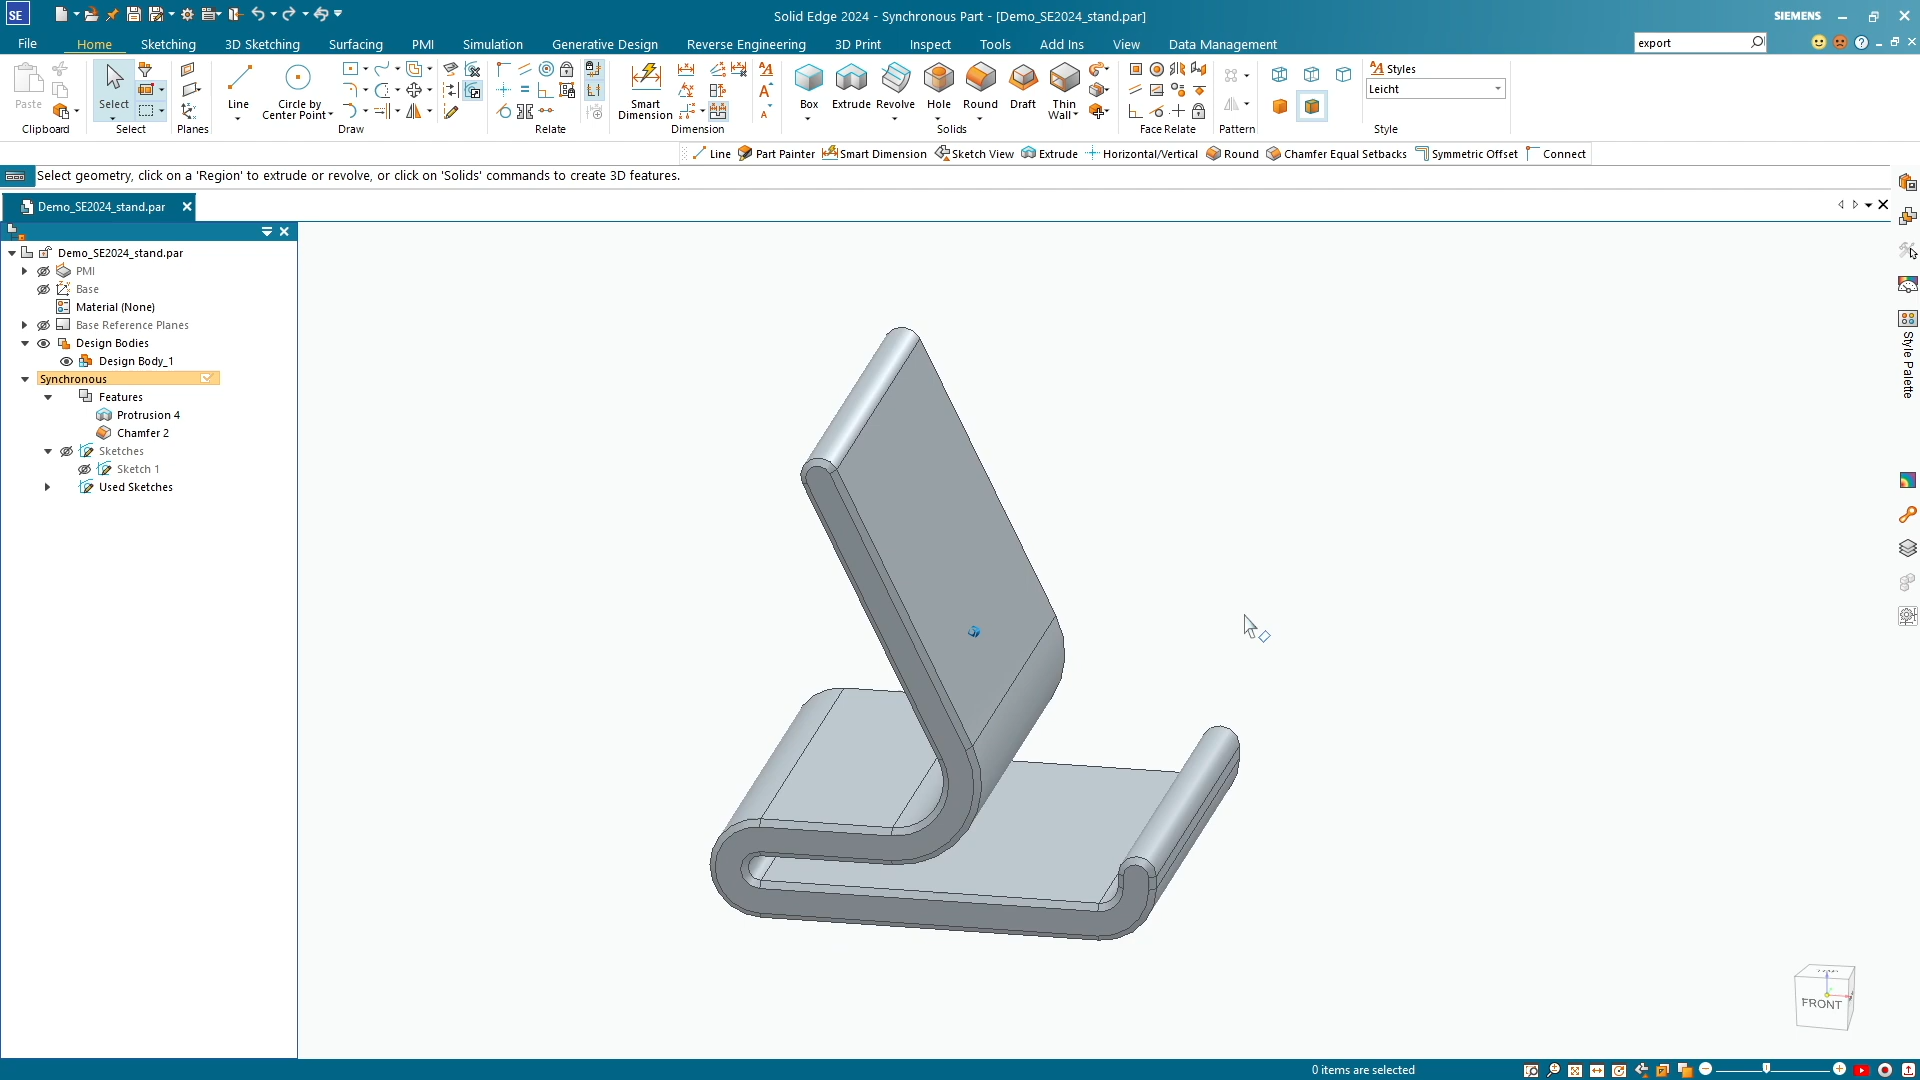 SE
Solid Edge 2024 - Synchronous Part - [Demo_SE2024_stand.par]
SIEMENS
File
Home
Sketching
3D Sketching
Surfacing
PMI
Simulation
Generative Design
Reverse Engineering
3D Print
Inspect
Tools
Add Ins
View
Data Management
export
Paste
Clipboard
Select
Select
Planes
Line
Circle by
Center Point
Draw
Relate
Smart
Dimension
Dimension
Box
Extrude
Revolve
Hole
Round
Draft
Thin
Wall
Solids
Face Relate
Pattern
Styles
Leicht
Style
Line
Part Painter
Smart Dimension
Sketch View
Extrude
Horizontal/Vertical
Round
Chamfer Equal Setbacks
Symmetric Offset
Connect
Select geometry, click on a 'Region' to extrude or revolve, or click on 'Solids' commands to create 3D features.
Demo_SE2024_stand.par
Demo_SE2024_stand.par
PMI
Base
Material (None)
Base Reference Planes
Design Bodies
Design Body_1
Synchronous
Features
Protrusion 4
Chamfer 2
Sketches
Sketch 1
Used Sketches
Style Palette
FRONT
0 items are selected